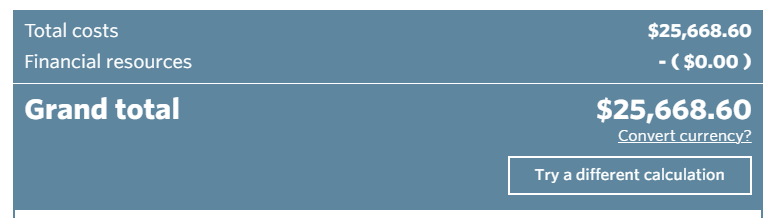 Total costs $25,668.60
Financial resources - ( $0.00 )
Grand total $25,668.60
Convert currency?
Try a different calculation